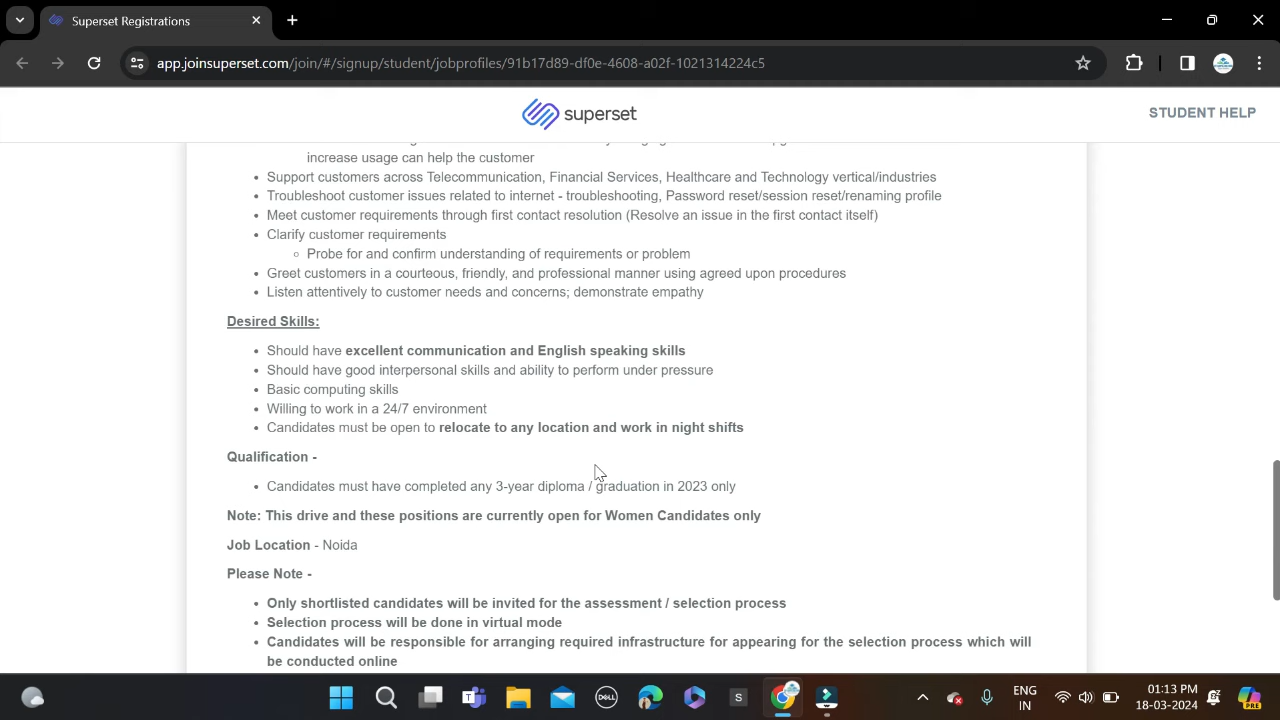 Superset Registrations
app.joinsuperset.com/join/#/signup/student/jobprofiles/91b17d89-df0e-4608-a02f-1021314224c5
superset
STUDENT HELP
increase usage can help the customer
• Support customers across Telecommunication, Financial Services, Healthcare and Technology vertical/industries
• Troubleshoot customer issues related to internet - troubleshooting, Password reset/session reset/renaming profile
• Meet customer requirements through first contact resolution (Resolve an issue in the first contact itself)
• Clarify customer requirements
○ Probe for and confirm understanding of requirements or problem
• Greet customers in a courteous, friendly, and professional manner using agreed upon procedures
• Listen attentively to customer needs and concerns; demonstrate empathy
Desired Skills:
• Should have excellent communication and English speaking skills
• Should have good interpersonal skills and ability to perform under pressure
• Basic computing skills
• Willing to work in a 24/7 environment
• Candidates must be open to relocate to any location and work in night shifts
Qualification -
• Candidates must have completed any 3-year diploma / graduation in 2023 only
Note: This drive and these positions are currently open for Women Candidates only
Job Location - Noida
Please Note -
• Only shortlisted candidates will be invited for the assessment / selection process
• Selection process will be done in virtual mode
• Candidates will be responsible for arranging required infrastructure for appearing for the selection process which will
be conducted online
DELL
S
ENG
IN
01:13 PM
18-03-2024
PRE